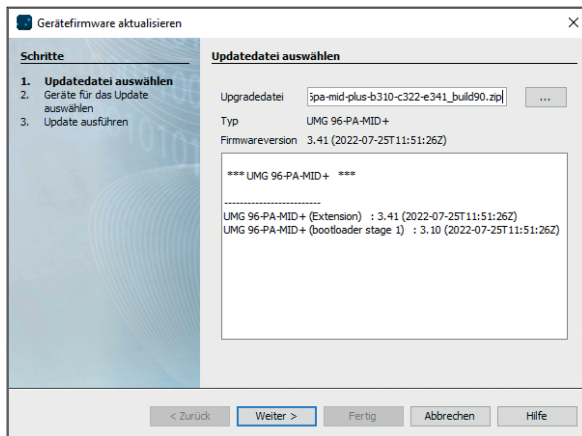 Gerätefirmware aktualisieren
Schritte
1. Updatedatei auswählen
2. Geräte für das Update
auswählen
3. Update ausführen
Updatedatei auswählen
Upgradedatei 5pa-mid-plus-b310-c322-e341_build90.zip ...
Typ UMG 96-PA-MID+
Firmwareversion 3.41 (2022-07-25T11:51:26Z)
*** UMG 96-PA-MID+ ***
------------------------
UMG 96-PA-MID+ (Extension) : 3.41 (2022-07-25T11:51:26Z)
UMG 96-PA-MID+ (bootloader stage 1) : 3.10 (2022-07-25T11:51:26Z)
< Zurück Weiter > Fertig Abbrechen Hilfe